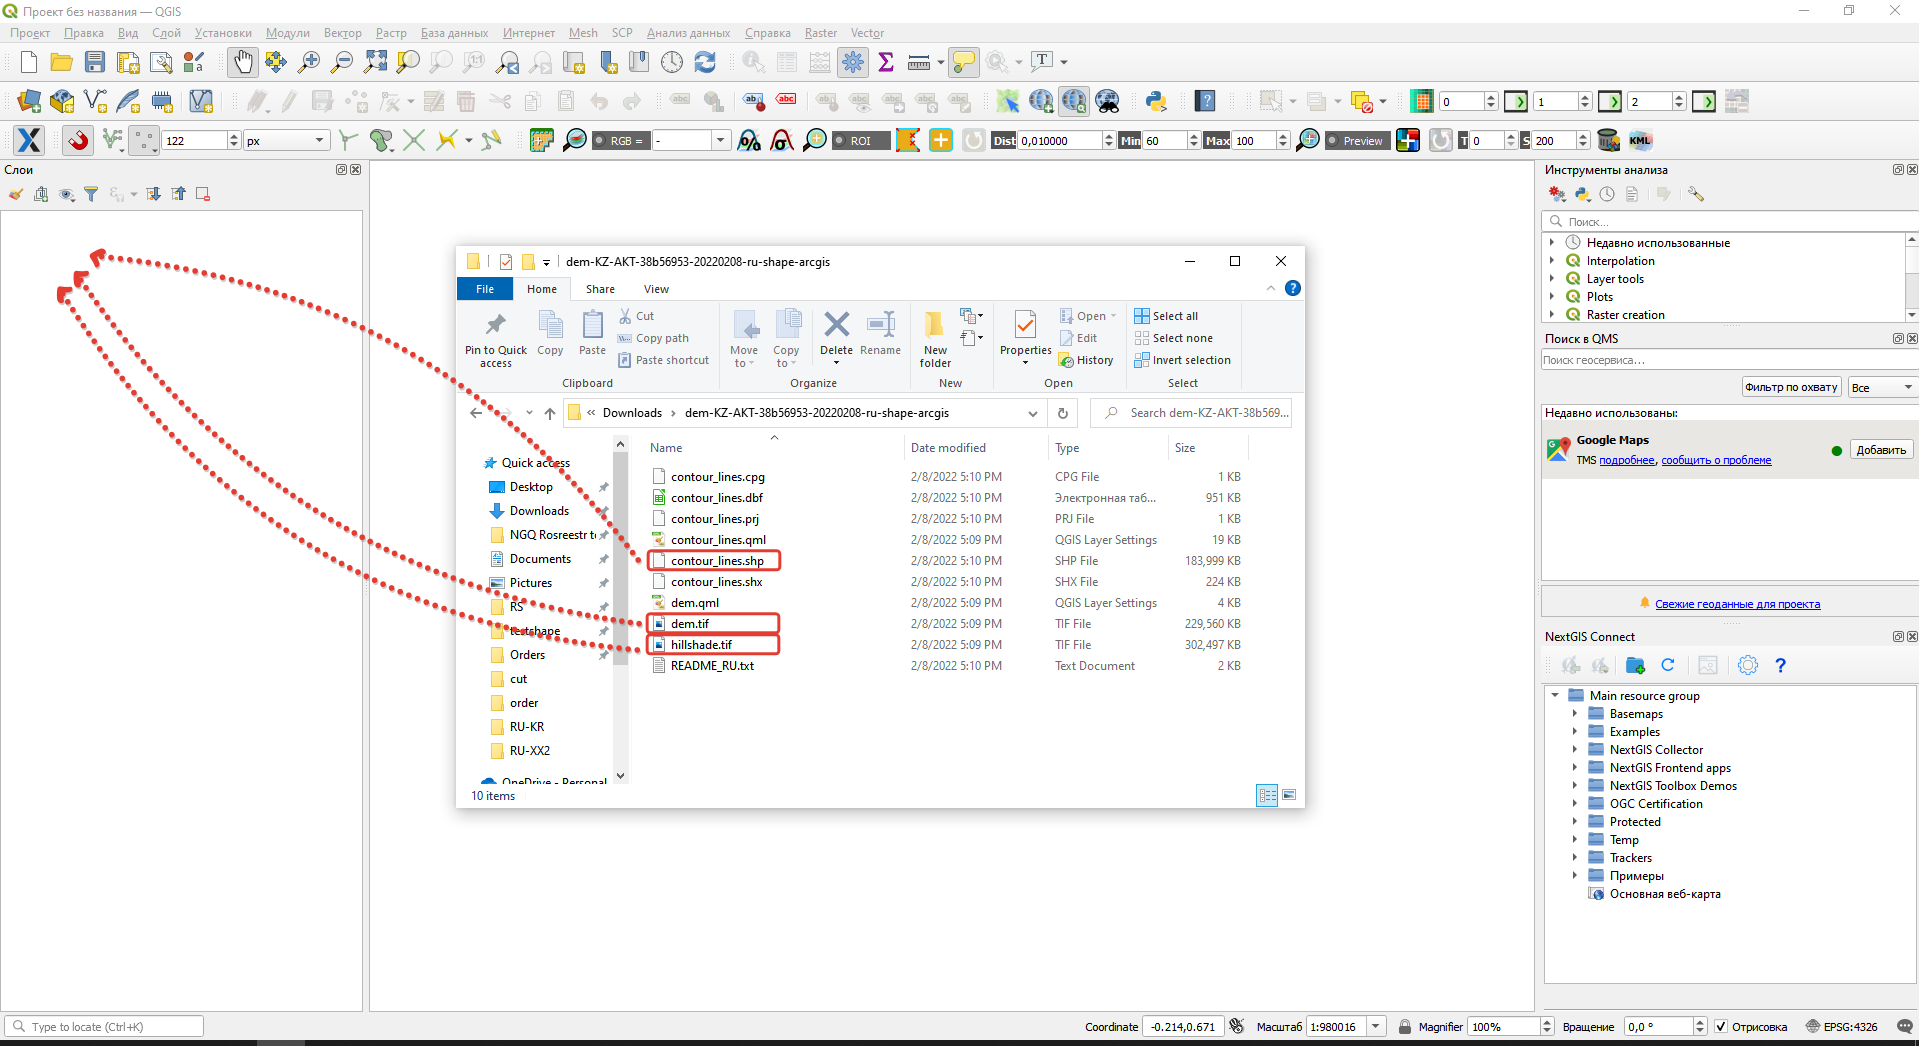 Проект без названия — QGIS
Проект Правка Вид Слой Установки Модули Вектор Растр База данных Интернет Mesh SCP Анализ данных Справка Raster Vector
0 1 2
122 px RGB = - ROI Dist 0,010000 Min 60 Max 100 Preview T 0 S 200 KML
Слои
Инструменты анализа
Поиск...
Недавно использованные
Interpolation
Layer tools
Plots
Raster creation
Поиск в QMS
Поиск геосервиса...
Фильтр по охвату Все
Недавно использованы:
Google Maps
TMS подробнее, сообщить о проблеме
Добавить
Свежие геоданные для проекта
NextGIS Connect
Main resource group
Basemaps
Examples
NextGIS Collector
NextGIS Frontend apps
NextGIS Toolbox Demos
OGC Certification
Protected
Temp
Trackers
Примеры
Основная веб-карта
dem-KZ-AKT-38b56953-20220208-ru-shape-arcgis
File Home Share View
Pin to Quick access
Copy
Paste
Cut
Copy path
Paste shortcut
Clipboard
Move to
Copy to
Delete
Rename
Organize
New folder
New
Properties
Open
Edit
History
Open
Select all
Select none
Invert selection
Select
« Downloads › dem-KZ-AKT-38b56953-20220208-ru-shape-arcgis
Search dem-KZ-AKT-38b569...
Quick access
Desktop
Downloads
NGQ Rosreestr to
Documents
Pictures
RS
testshape
Orders
cut
order
RU-KR
RU-XX2
OneDrive - Personal
Name Date modified Type Size
contour_lines.cpg 2/8/2022 5:10 PM CPG File 1 KB
contour_lines.dbf 2/8/2022 5:10 PM Электронная таб... 951 KB
contour_lines.prj 2/8/2022 5:10 PM PRJ File 1 KB
contour_lines.qml 2/8/2022 5:09 PM QGIS Layer Settings 19 KB
contour_lines.shp 2/8/2022 5:10 PM SHP File 183,999 KB
contour_lines.shx 2/8/2022 5:10 PM SHX File 224 KB
dem.qml 2/8/2022 5:09 PM QGIS Layer Settings 4 KB
dem.tif 2/8/2022 5:09 PM TIF File 229,560 KB
hillshade.tif 2/8/2022 5:09 PM TIF File 302,497 KB
README_RU.txt 2/8/2022 5:10 PM Text Document 2 KB
10 items
Type to locate (Ctrl+K)
Coordinate -0.214,0.671 Масштаб 1:980016 Magnifier 100% Вращение 0,0 ° Отрисовка EPSG:4326